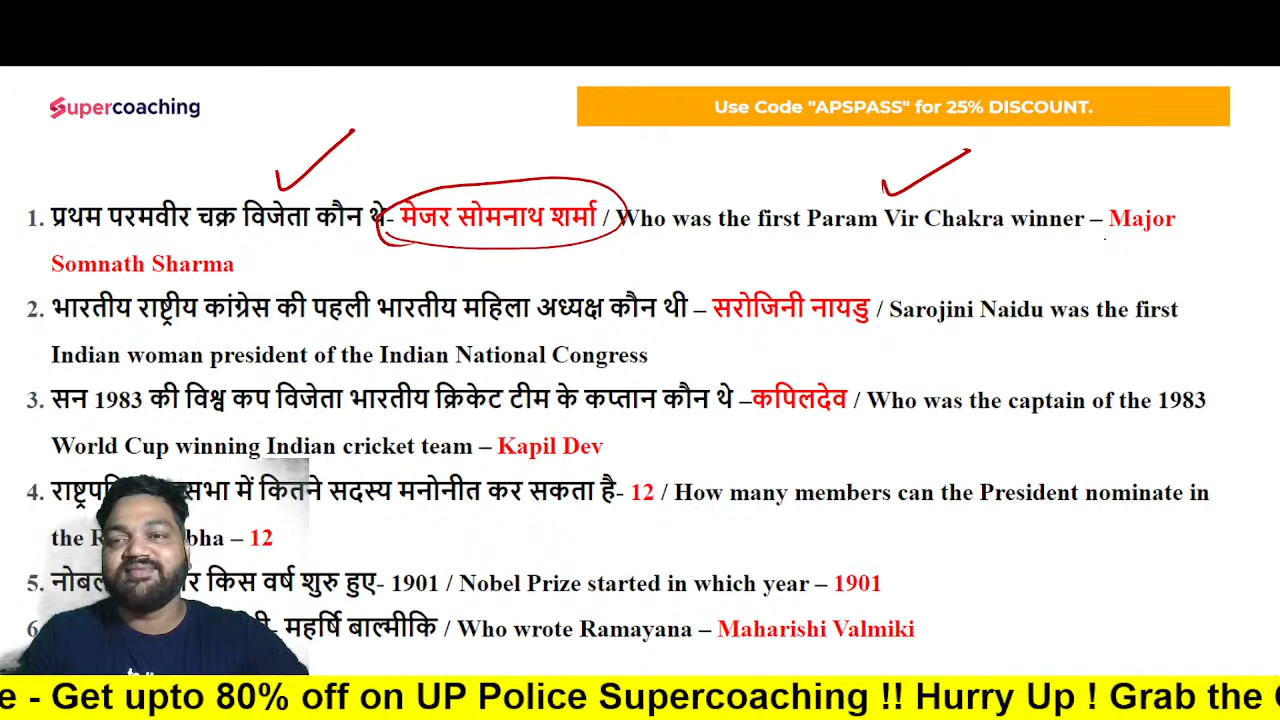 Supercoaching
Use Code "APSPASS" for 25% DISCOUNT.
1. प्रथम परमवीर चक्र विजेता कौन थे- मेजर सोमनाथ शर्मा / Who was the first Param Vir Chakra winner – Major
Somnath Sharma
2. भारतीय राष्ट्रीय कांग्रेस की पहली भारतीय महिला अध्यक्ष कौन थी – सरोजिनी नायडु / Sarojini Naidu was the first
Indian woman president of the Indian National Congress
3. सन 1983 की विश्व कप विजेता भारतीय क्रिकेट टीम के कप्तान कौन थे –कपिलदेव / Who was the captain of the 1983
World Cup winning Indian cricket team – Kapil Dev
4. में कितने सदस्य मनोनीत कर सकता है- 12 / How many members can the President nominate in
the – 12
5. किस वर्ष शुरु हुए- 1901 / Nobel Prize started in which year – 1901
6 महर्षि बाल्मीकि / Who wrote Ramayana – Maharishi Valmiki
- Get upto 80% off on UP Police Supercoaching !! Hurry Up ! Grab the